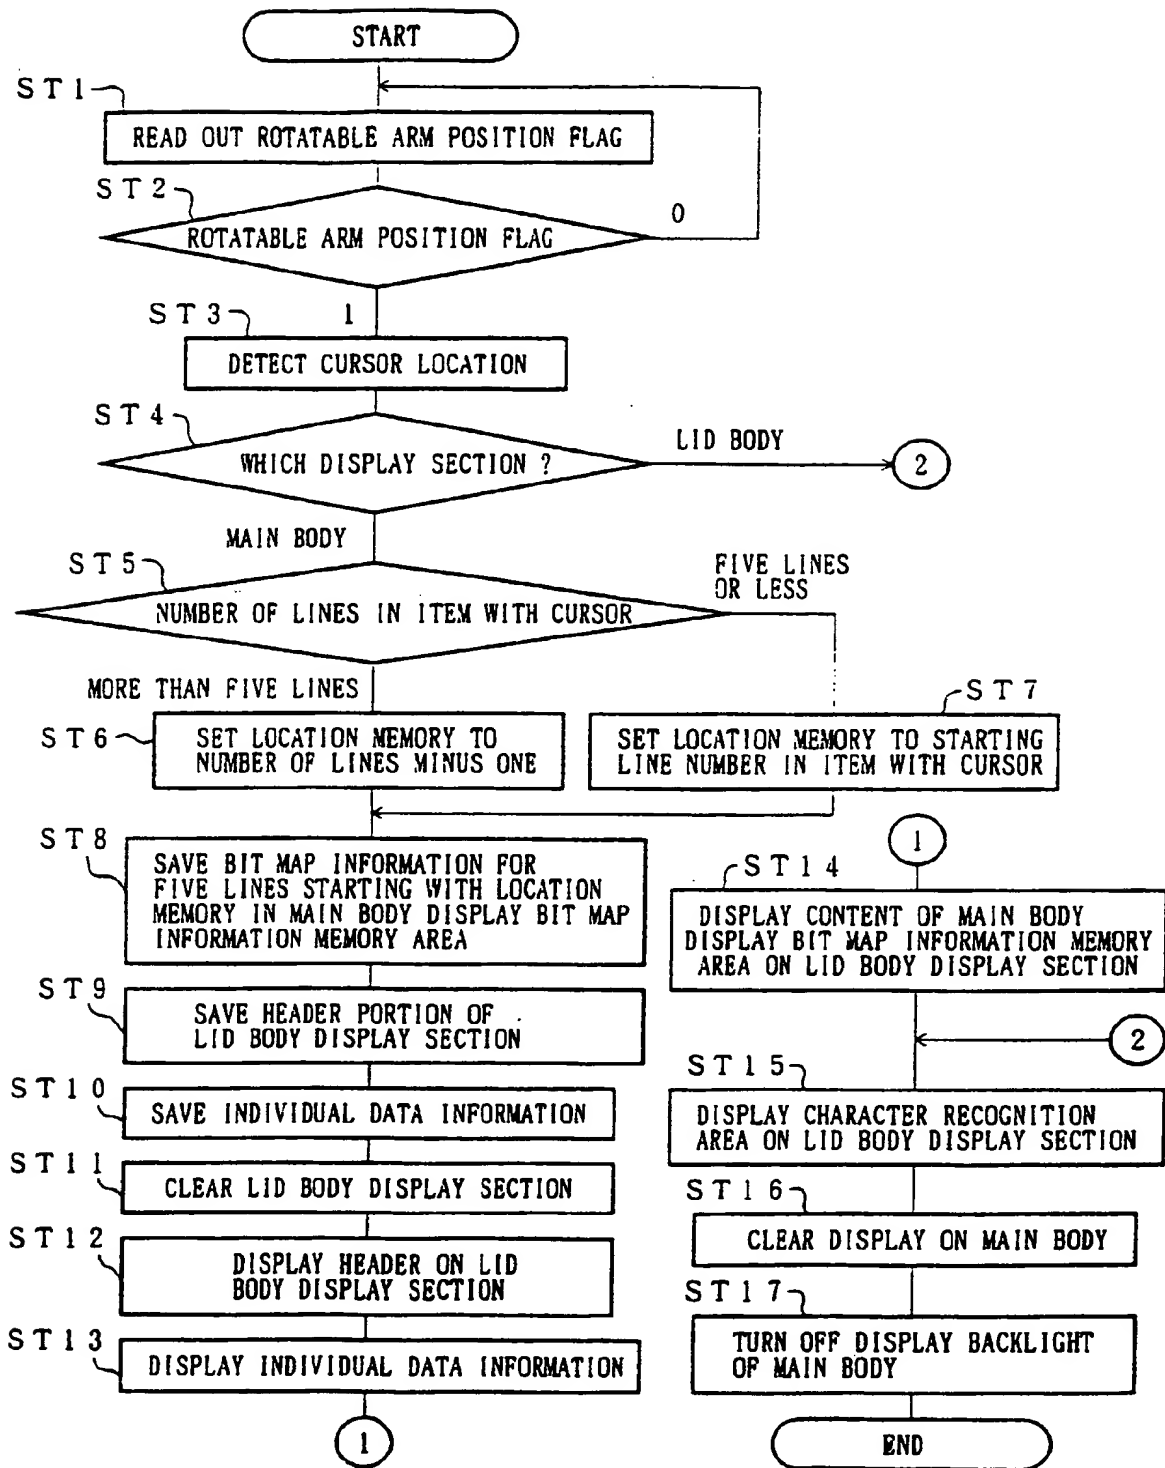 START
ST1
READ OUT ROTATABLE ARM POSITION FLAG
ST2
ROTATABLE ARM POSITION FLAG
0
1
ST3
DETECT CURSOR LOCATION
ST4
WHICH DISPLAY SECTION ?
LID BODY
2
MAIN BODY
ST5
NUMBER OF LINES IN ITEM WITH CURSOR
FIVE LINES
OR LESS
MORE THAN FIVE LINES
ST6
SET LOCATION MEMORY TO
NUMBER OF LINES MINUS ONE
ST7
SET LOCATION MEMORY TO STARTING
LINE NUMBER IN ITEM WITH CURSOR
ST8
SAVE BIT MAP INFORMATION FOR
FIVE LINES STARTING WITH LOCATION
MEMORY IN MAIN BODY DISPLAY BIT MAP
INFORMATION MEMORY AREA
ST9
SAVE HEADER PORTION OF
LID BODY DISPLAY SECTION
ST10
SAVE INDIVIDUAL DATA INFORMATION
ST11
CLEAR LID BODY DISPLAY SECTION
ST12
DISPLAY HEADER ON LID
BODY DISPLAY SECTION
ST13
DISPLAY INDIVIDUAL DATA INFORMATION
1
1
ST14
DISPLAY CONTENT OF MAIN BODY
DISPLAY BIT MAP INFORMATION MEMORY
AREA ON LID BODY DISPLAY SECTION
2
ST15
DISPLAY CHARACTER RECOGNITION
AREA ON LID BODY DISPLAY SECTION
ST16
CLEAR DISPLAY ON MAIN BODY
ST17
TURN OFF DISPLAY BACKLIGHT
OF MAIN BODY
END